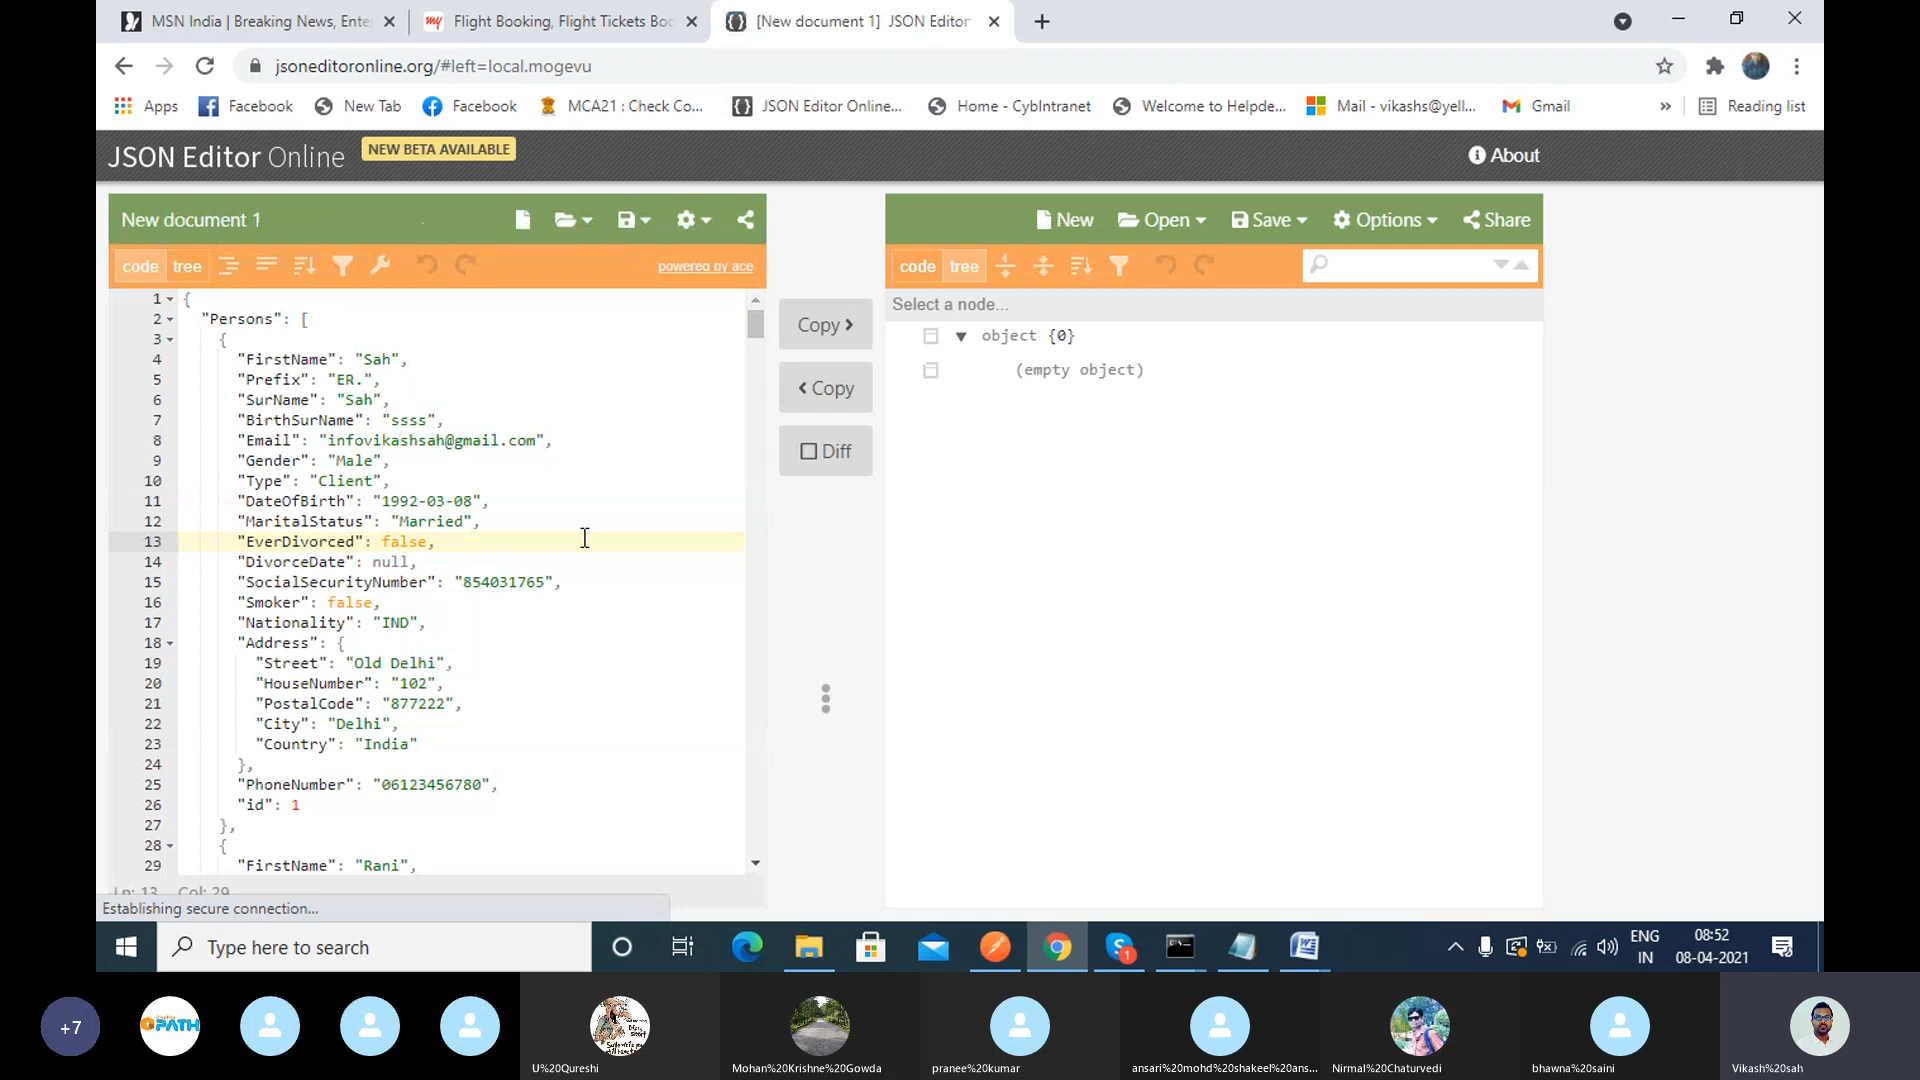 MSN India | Breaking News, Ente
my Flight Booking, Flight Tickets Boo
[New document 1] JSON Editor
jsoneditoronline.org/#left=local.mogevu
Apps Facebook New Tab Facebook MCA21 : Check Co... JSON Editor Online... Home - CybIntranet Welcome to Helpde... Mail - vikashs@yell... Gmail » Reading list
JSON Editor Online NEW BETA AVAILABLE About
New document 1
New Open Save Options Share
code tree powered by ace
code tree
Select a node...
object {0}
(empty object)
Copy >
< Copy
Diff
1 {
2 "Persons": [
3 {
4 "FirstName": "Sah",
5 "Prefix": "ER.",
6 "SurName": "Sah",
7 "BirthSurName": "ssss",
8 "Email": "infovikashsah@gmail.com",
9 "Gender": "Male",
10 "Type": "Client",
11 "DateOfBirth": "1992-03-08",
12 "MaritalStatus": "Married",
13 "EverDivorced": false,
14 "DivorceDate": null,
15 "SocialSecurityNumber": "854031765",
16 "Smoker": false,
17 "Nationality": "IND",
18 "Address": {
19 "Street": "Old Delhi",
20 "HouseNumber": "102",
21 "PostalCode": "877222",
22 "City": "Delhi",
23 "Country": "India"
24 },
25 "PhoneNumber": "06123456780",
26 "id": 1
27 },
28 {
29 "FirstName": "Rani",
Ln: 13 Col: 29
Establishing secure connection...
Type here to search
1
ENG
IN
08:52
08-04-2021
+7
PATH
U%20Qureshi
Mohan%20Krishne%20Gowda
pranee%20kumar
ansari%20mohd%20shakeel%20ans...
Nirmal%20Chaturvedi
bhawna%20saini
Vikash%20sah